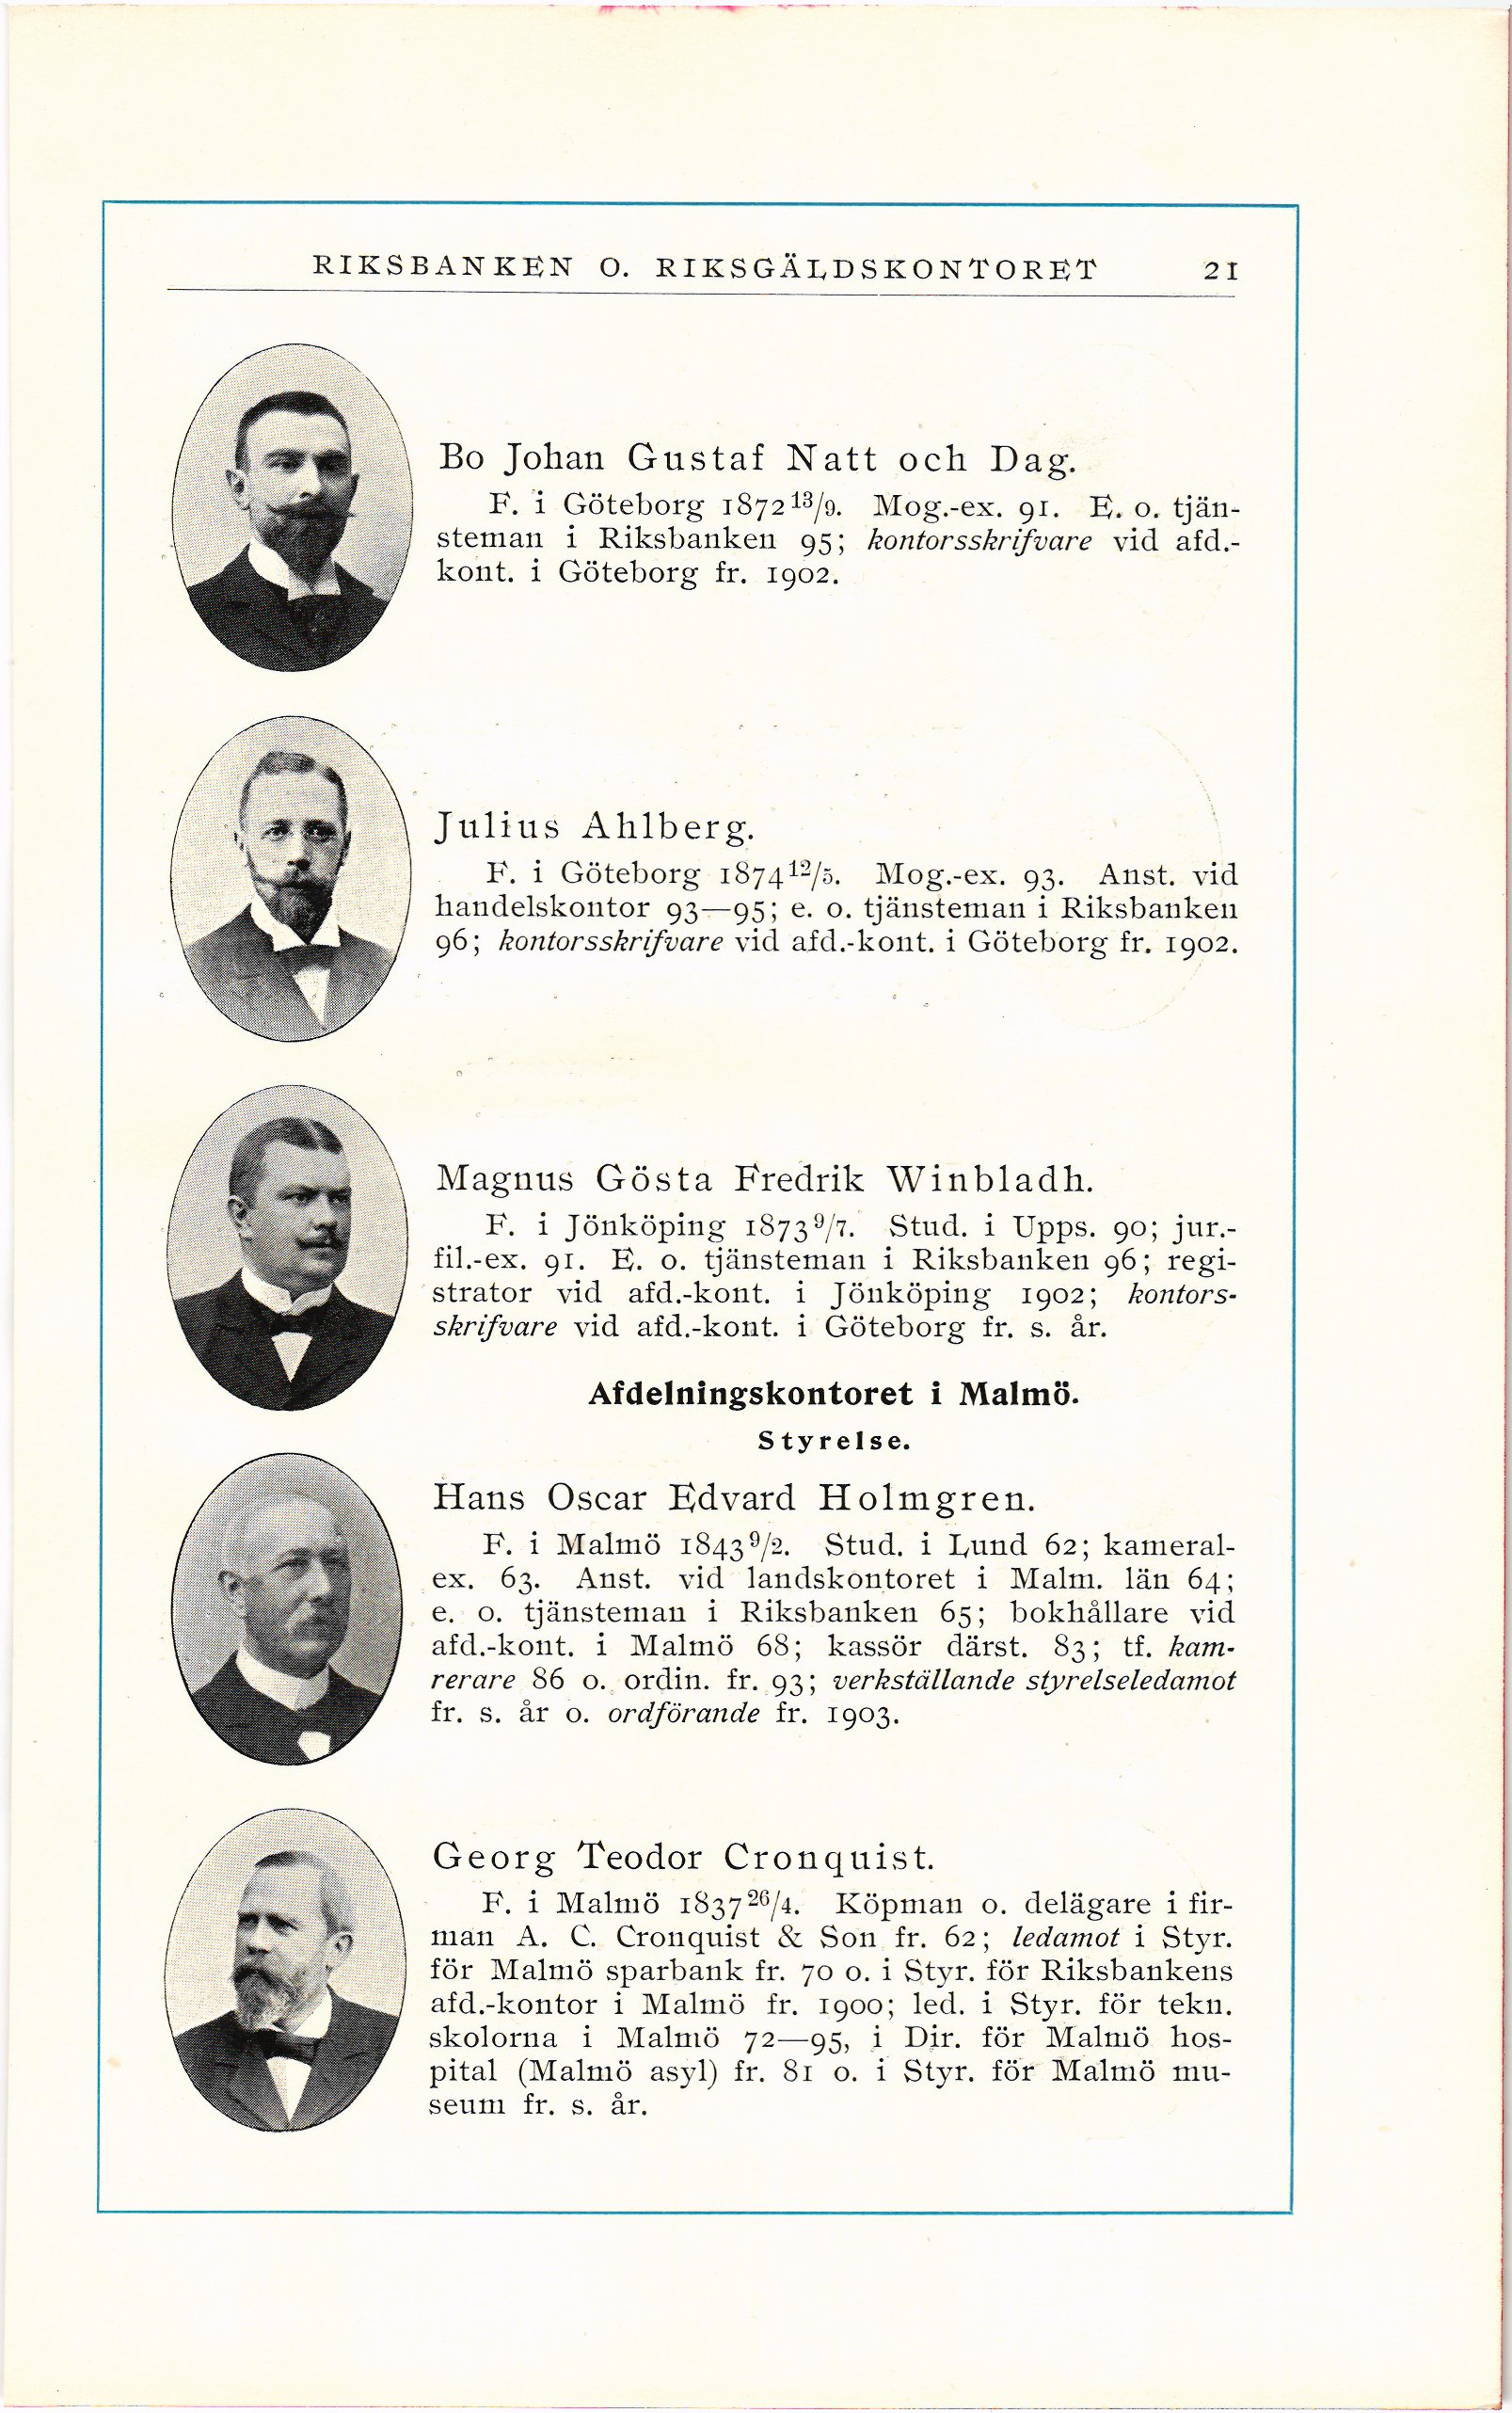 RIKSBANKEN O. RIKSGÄLDSKONTORET 21
Bo Johan Gustaf Natt och Dag.
F. i Göteborg 1872 13/9. Mog.-ex. 91. E. o. tjän-
steman i Riksbanken 95; kontorsskrifvare vid afd.-
kont. i Göteborg fr. 1902.
Julius Ahlberg.
F. i Göteborg 1874 12/5. Mog.-ex. 93. Anst. vid
handelskontor 93—95; e. o. tjänsteman i Riksbanken
96; kontorsskrifvare vid afd.-kont. i Göteborg fr. 1902.
Magnus Gösta Fredrik Winbladh.
F. i Jönköping 1873 9/7. Stud. i Upps. 90; jur.-
fil.-ex. 91. E. o. tjänsteman i Riksbanken 96; regi-
strator vid afd.-kont. i Jönköping 1902; kontors-
skrifvare vid afd.-kont. i Göteborg fr. s. år.
Afdelningskontoret i Malmö.
Styrelse.
Hans Oscar Edvard Holmgren.
F. i Malmö 1843 9/2. Stud. i Lund 62; kameral-
ex. 63. Anst. vid landskontoret i Malm. län 64;
e. o. tjänsteman i Riksbanken 65; bokhållare vid
afd.-kont. i Malmö 68; kassör därst. 83; tf. kam-
rerare 86 o. ordin. fr. 93; verkställande styrelseledamot
fr. s. år o. ordförande fr. 1903.
Georg Teodor Cronquist.
F. i Malmö 1837 26/4. Köpman o. delägare i fir-
man A. C. Cronquist & Son fr. 62; ledamot i Styr.
för Malmö sparbank fr. 70 o. i Styr. för Riksbankens
afd.-kontor i Malmö fr. 1900; led. i Styr. för tekn.
skolorna i Malmö 72—95, i Dir. för Malmö hos-
pital (Malmö asyl) fr. 81 o. i Styr. för Malmö mu-
seum fr. s. år.